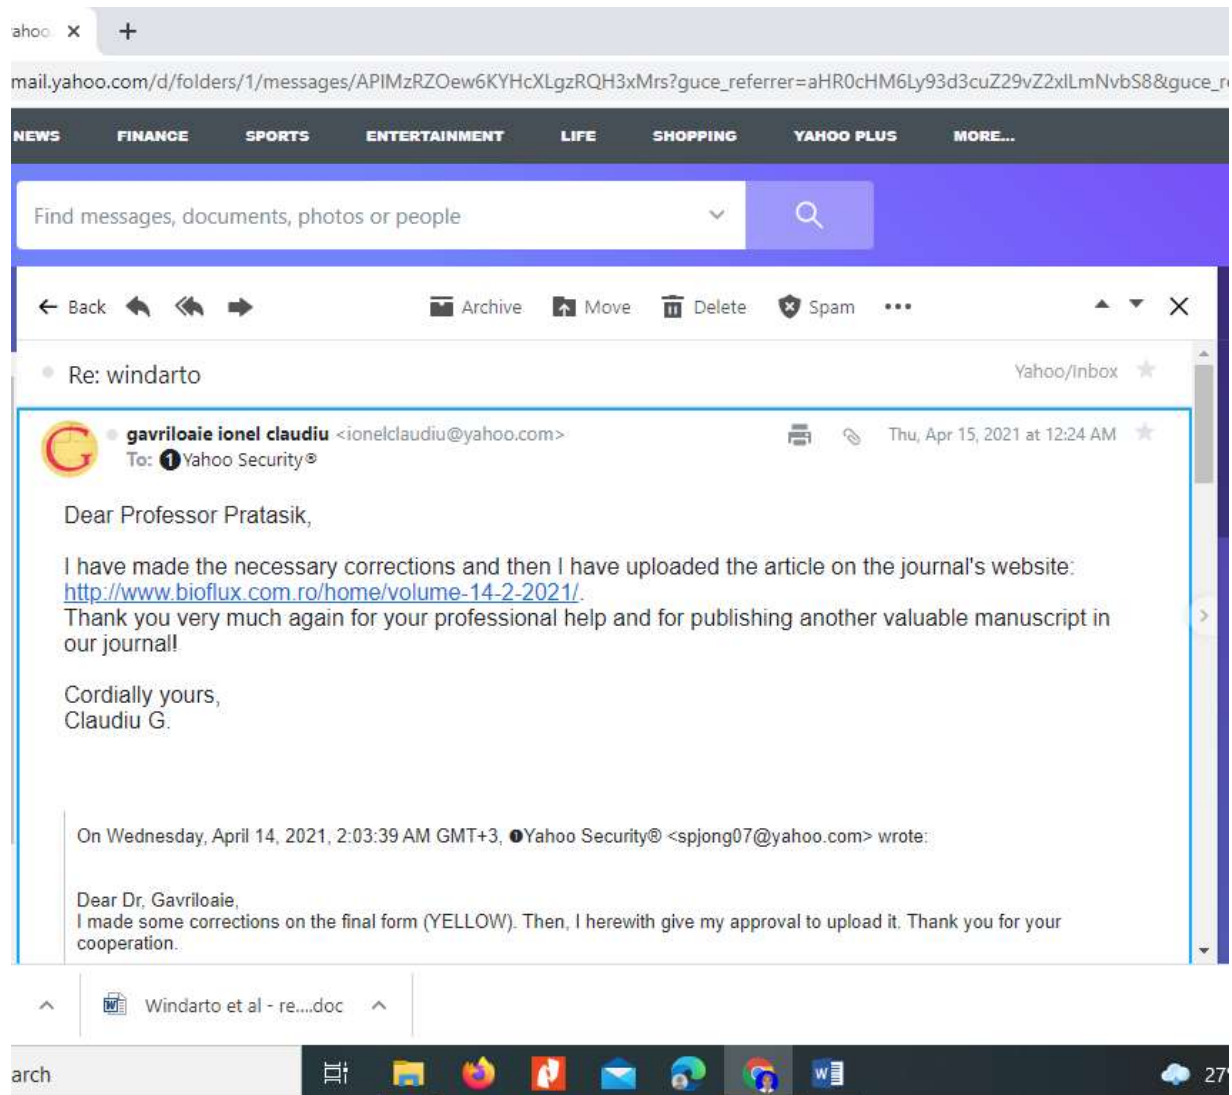 ahoo.
mail.yahoo.com/d/folders/1/messages/APIMzRZOew6KYHcXLgzRQH3xMrs?guce_referrer=aHR0cHM6Ly93d3cuZ29vZ2xlLmNvbS8&guce_r
NEWS FINANCE SPORTS ENTERTAINMENT LIFE SHOPPING YAHOO PLUS MORE...
Find messages, documents, photos or people
Back Archive Move Delete Spam
Re: windarto Yahoo/Inbox
gavriloaie ionel claudiu <ionelclaudiu@yahoo.com> Thu, Apr 15, 2021 at 12:24 AM
To: ❶Yahoo Security®
Dear Professor Pratasik,
I have made the necessary corrections and then I have uploaded the article on the journal's website:
http://www.bioflux.com.ro/home/volume-14-2-2021/.
Thank you very much again for your professional help and for publishing another valuable manuscript in
our journal!
Cordially yours,
Claudiu G.
On Wednesday, April 14, 2021, 2:03:39 AM GMT+3, ❶Yahoo Security® <spjong07@yahoo.com> wrote:
Dear Dr, Gavriloaie,
I made some corrections on the final form (YELLOW). Then, I herewith give my approval to upload it. Thank you for your
cooperation.
Windarto et al - re....doc
arch 27°